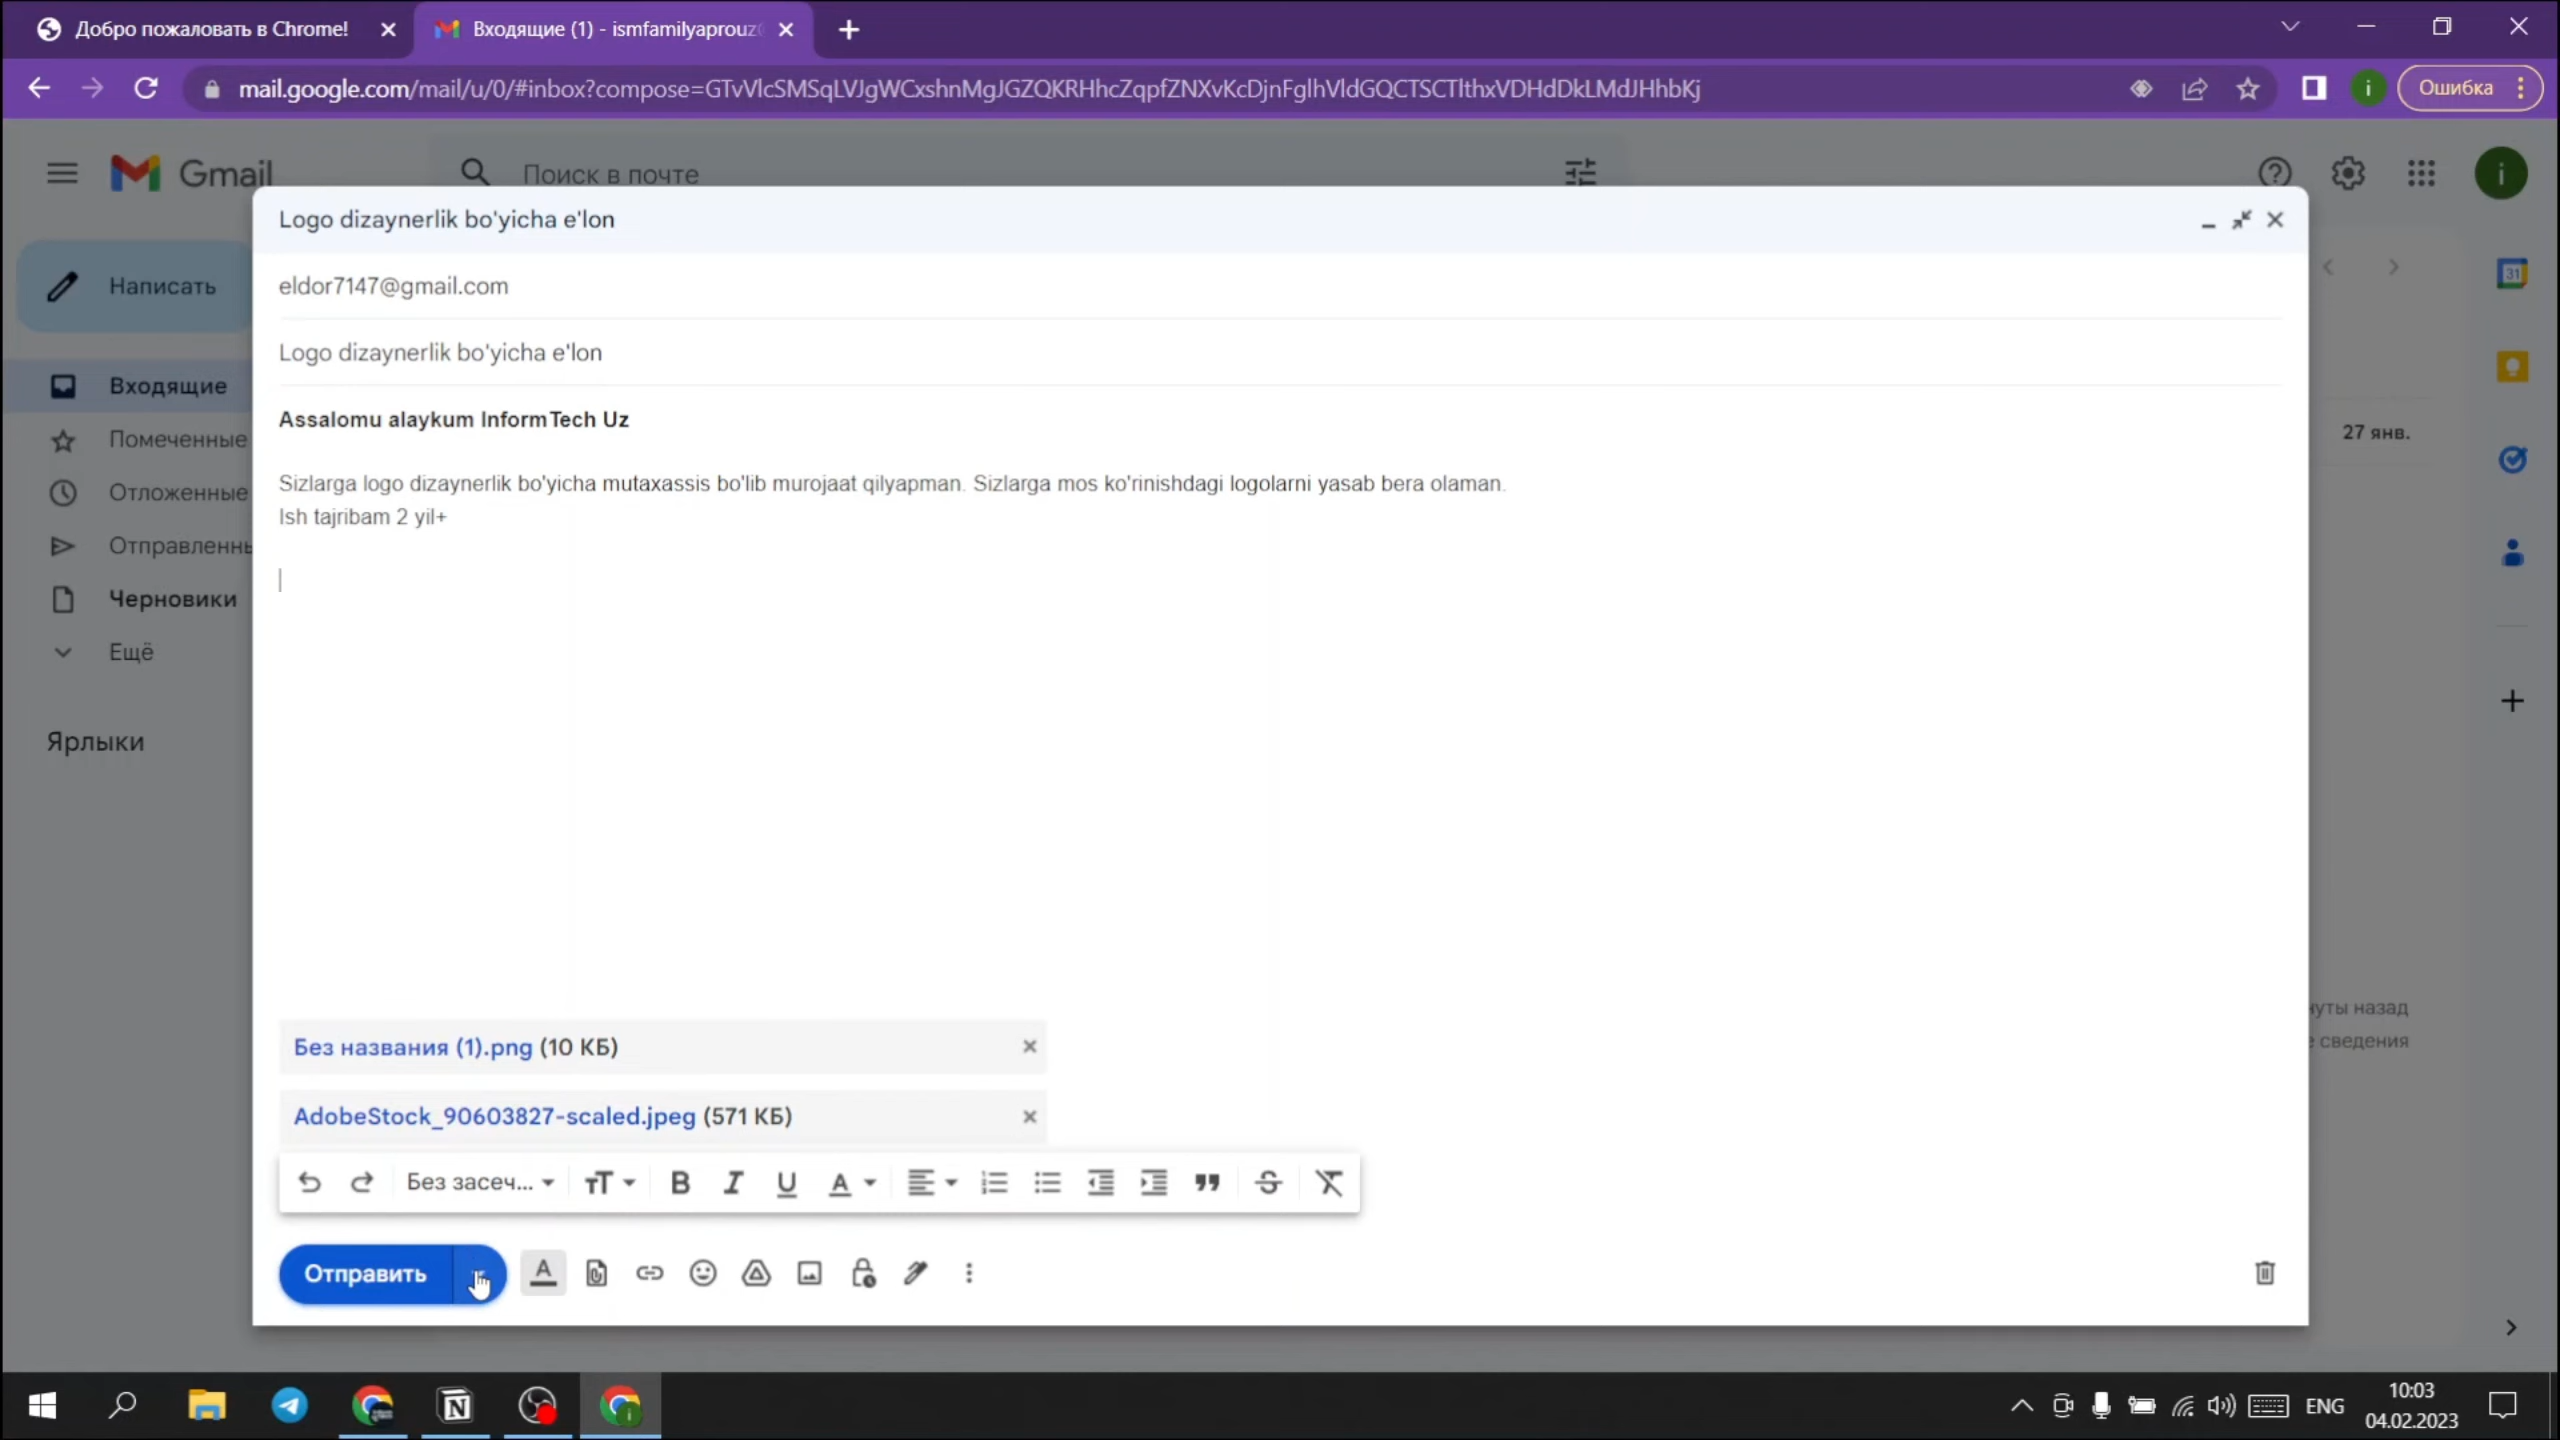 Добро пожаловать в Chrome!
Входящие (1) - ismfamilyaprouz
mail.google.com/mail/u/0/#inbox?compose=GTvVlcSMSqLVJgWCxshnMgJGZQKRHhcZqpfZNXvKcDjnFglhVldGQCTSCTlthxVDHdDkLMdJHhbKj
i
Ошибка
Gmail
Поиск в почте
i
Logo dizaynerlik bo'yicha e'lon
eldor7147@gmail.com
Написать
Logo dizaynerlik bo'yicha e'lon
31
Входящие
Assalomu alaykum InformTech Uz
Помеченные
27 янв.
Sizlarga logo dizaynerlik bo'yicha mutaxassis bo'lib murojaat qilyapman. Sizlarga mos ko'rinishdagi logolarni yasab bera olaman.
Отложенные
Ish tajribam 2 yil+
Отправленны
Черновики
Ещё
Ярлыки
нуты назад
сведения
Без названия (1).png (10 КБ)
AdobeStock_90603827-scaled.jpeg (571 КБ)
Без засеч...
Отправить
ENG
10:03
04.02.2023